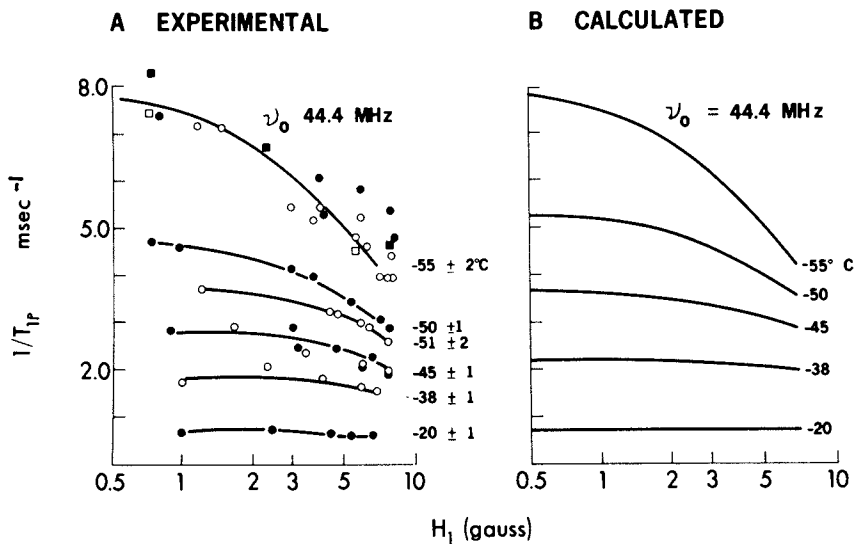 A EXPERIMENTAL
B CALCULATED
8.0
5.0
2.0
1/T1ρ msec⁻¹
ν₀ 44.4 MHz
-55 ± 2°C
-50 ±1
-51 ± 2
-45 ± 1
-38 ± 1
-20 ± 1
0.5 1 3 5 10
ν₀ = 44.4 MHz
-55° C
-50
-45
-38
-20
0.5 1 3 5 10
H₁ (gauss)